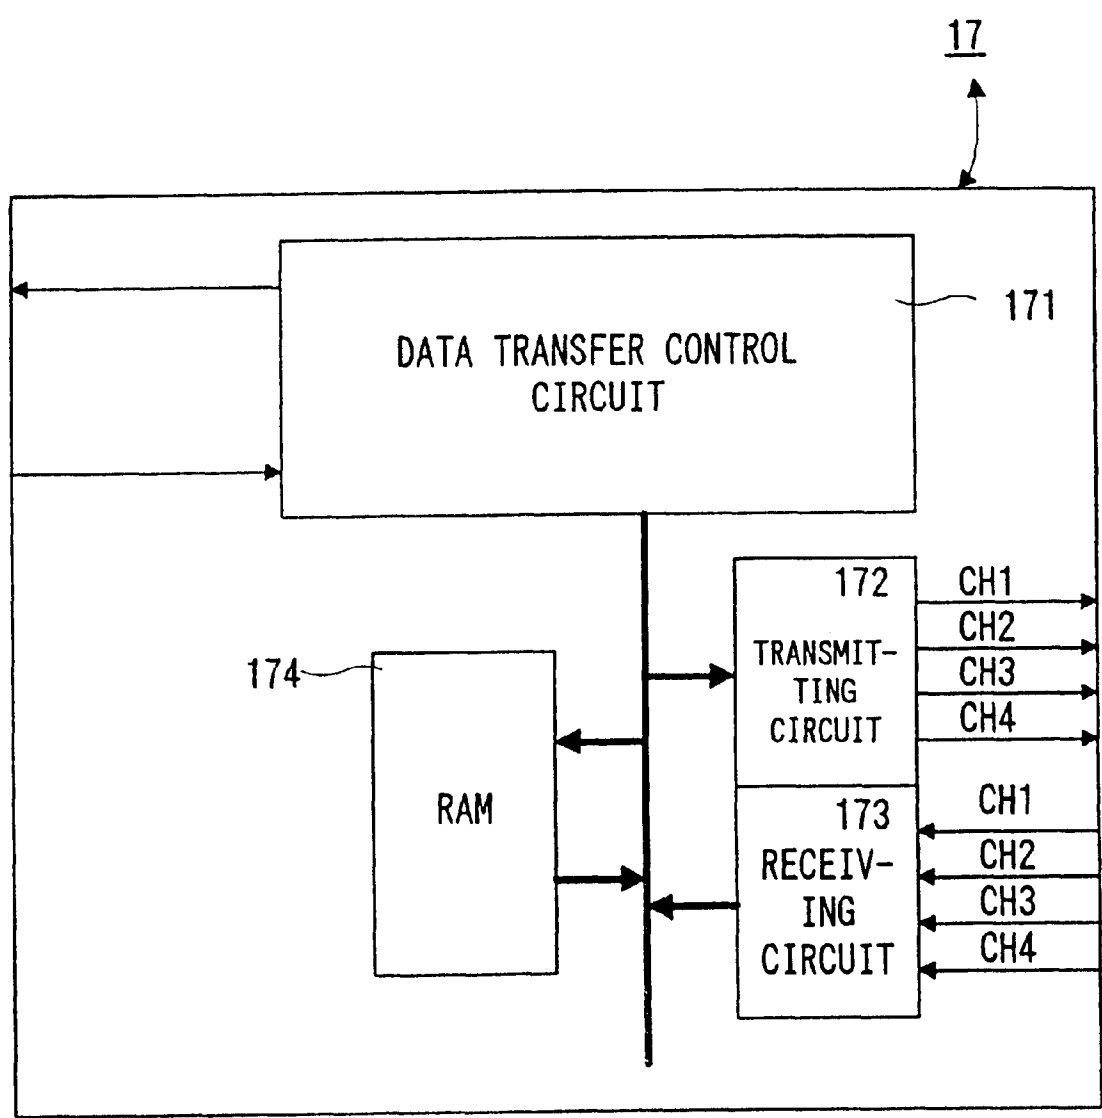 17
171
DATA TRANSFER CONTROL
CIRCUIT
172
TRANSMIT-
TING
CIRCUIT
CH1
CH2
CH3
CH4
174
RAM
173
RECEIV-
ING
CIRCUIT
CH1
CH2
CH3
CH4